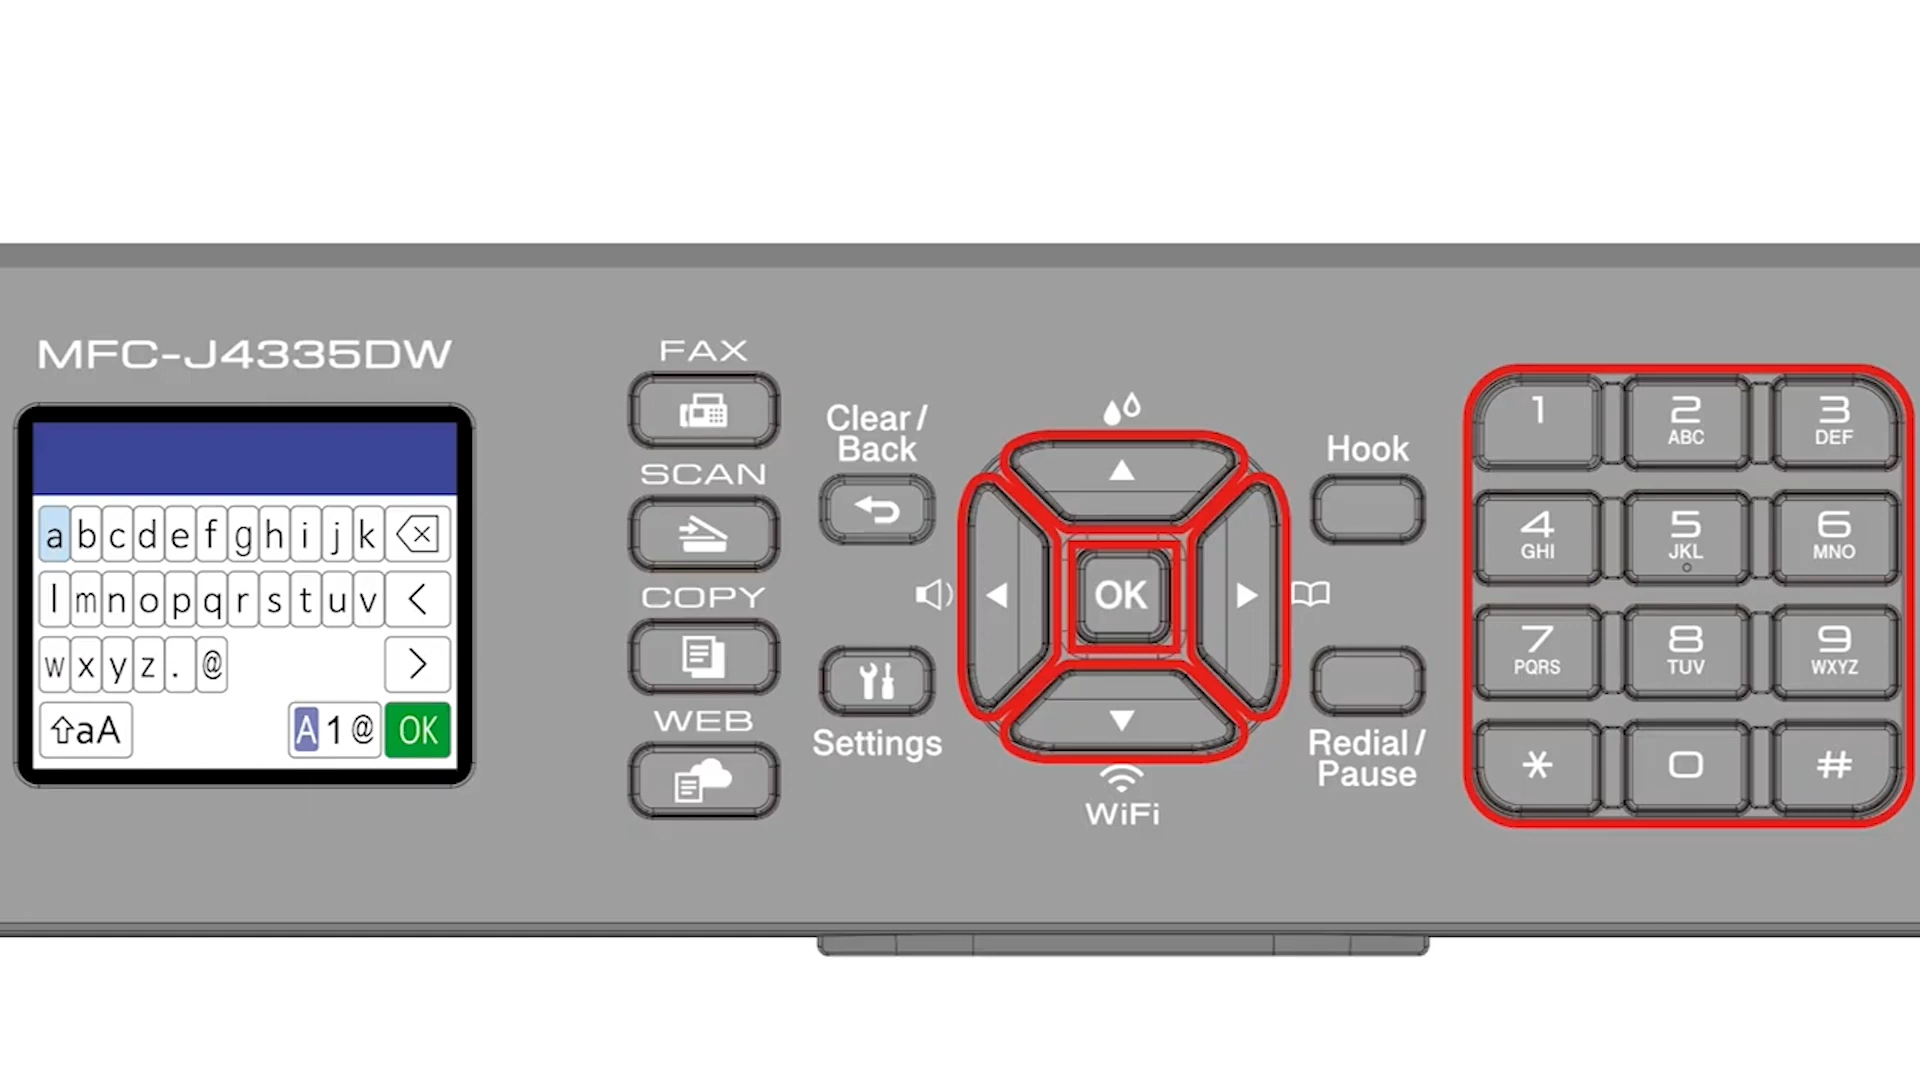 MFC-J4335DW
a b c d e f g h i j k
l m n o p q r s t u v <
w x y z . @ >
aA A 1 @ OK
FAX
SCAN
COPY
WEB
Clear/
Back
Settings
OK
WiFi
Hook
Redial/
Pause
1 2 3
ABC DEF
4 5 6
GHI JKL MNO
7 8 9
PQRS TUV WXYZ
* 0 #